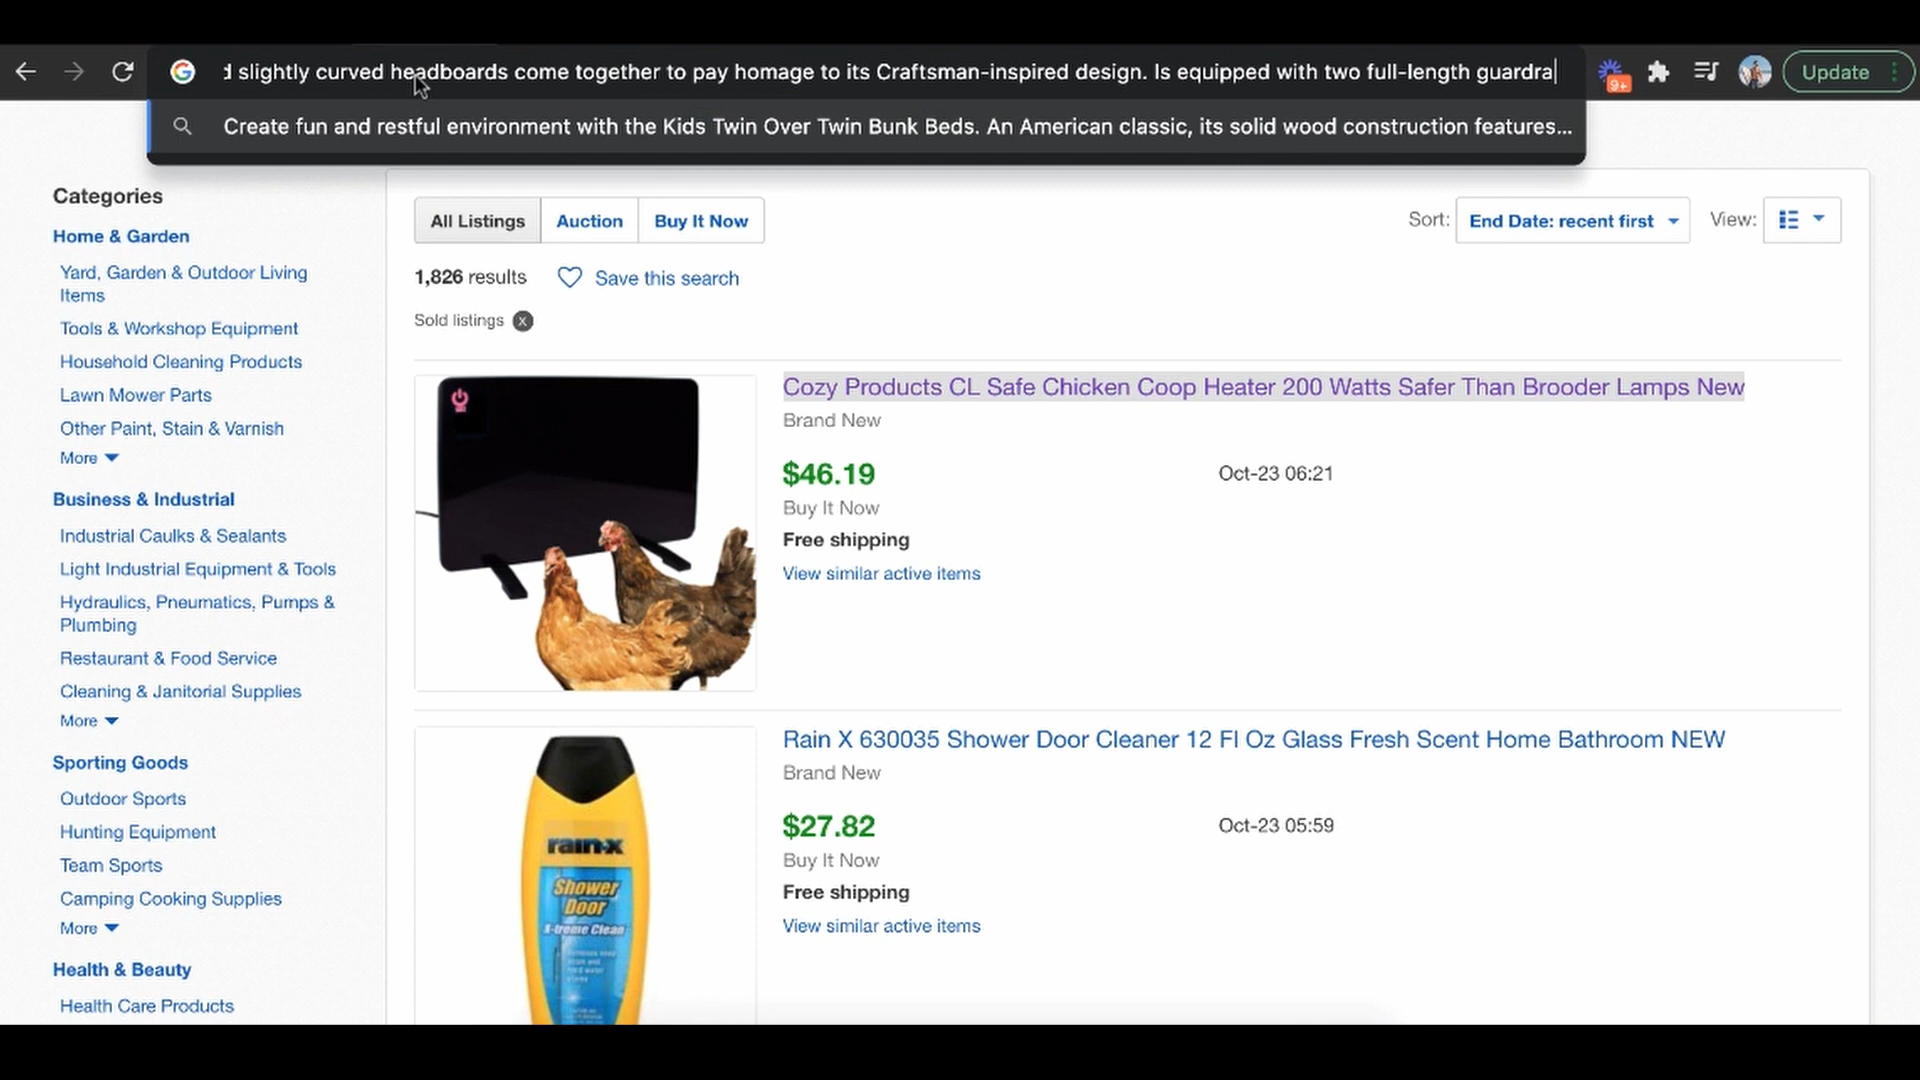 d slightly curved headboards come together to pay homage to its Craftsman-inspired design. Is equipped with two full-length guardra
9+
Update
Create fun and restful environment with the Kids Twin Over Twin Bunk Beds. An American classic, its solid wood construction features...
Categories
Home & Garden
Yard, Garden & Outdoor Living
Items
Tools & Workshop Equipment
Household Cleaning Products
Lawn Mower Parts
Other Paint, Stain & Varnish
More
Business & Industrial
Industrial Caulks & Sealants
Light Industrial Equipment & Tools
Hydraulics, Pneumatics, Pumps &
Plumbing
Restaurant & Food Service
Cleaning & Janitorial Supplies
More
Sporting Goods
Outdoor Sports
Hunting Equipment
Team Sports
Camping Cooking Supplies
More
Health & Beauty
Health Care Products
All Listings
Auction
Buy It Now
Sort:
End Date: recent first
View:
1,826 results
Save this search
Sold listings
Cozy Products CL Safe Chicken Coop Heater 200 Watts Safer Than Brooder Lamps New
Brand New
$46.19
Oct-23 06:21
Buy It Now
Free shipping
View similar active items
Rain X 630035 Shower Door Cleaner 12 Fl Oz Glass Fresh Scent Home Bathroom NEW
Brand New
$27.82
Oct-23 05:59
Buy It Now
Free shipping
View similar active items
rain-x
Shower
Door
X-treme Clean